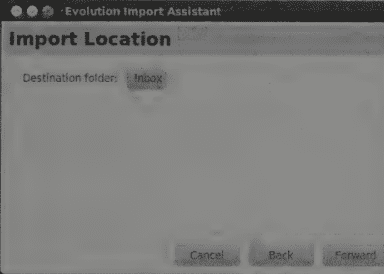 Evolution Import Assistant
Import Location
Destination folder: Inbox
Cancel Back Forward